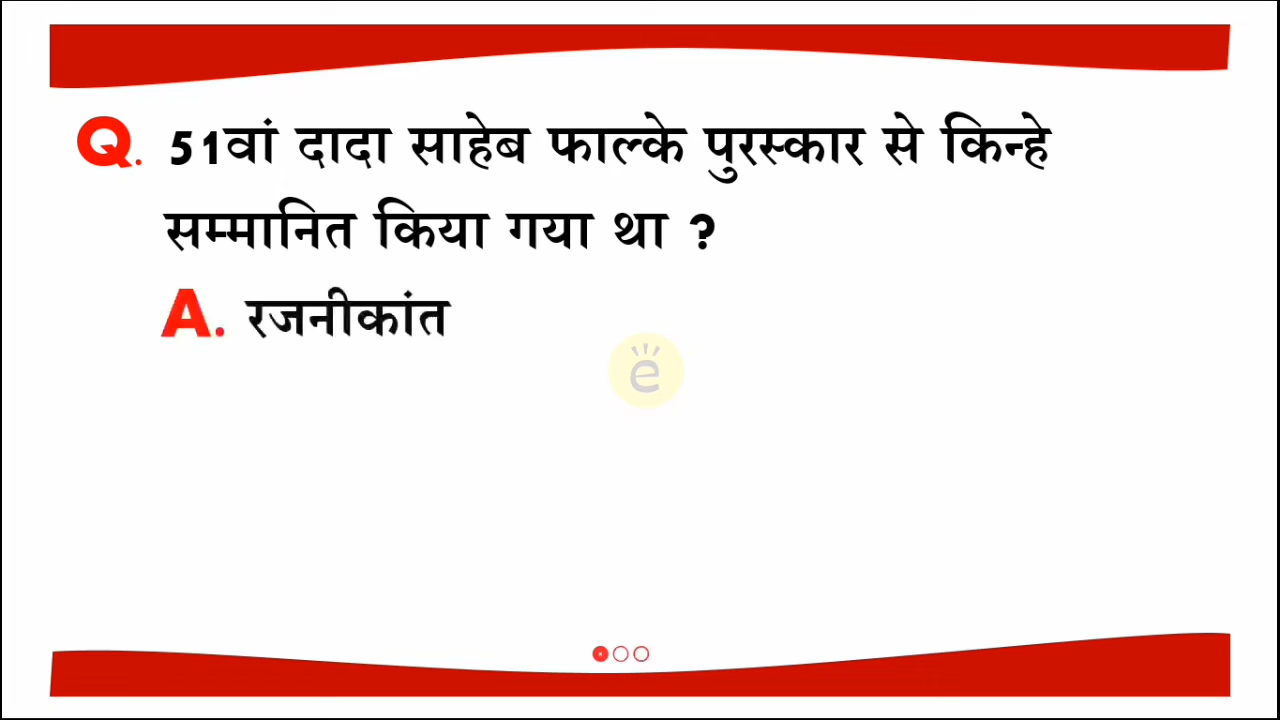 Q. 51वां दादा साहेब फाल्के पुरस्कार से किन्हे
सम्मानित किया गया था ?
A. रजनीकांत
e